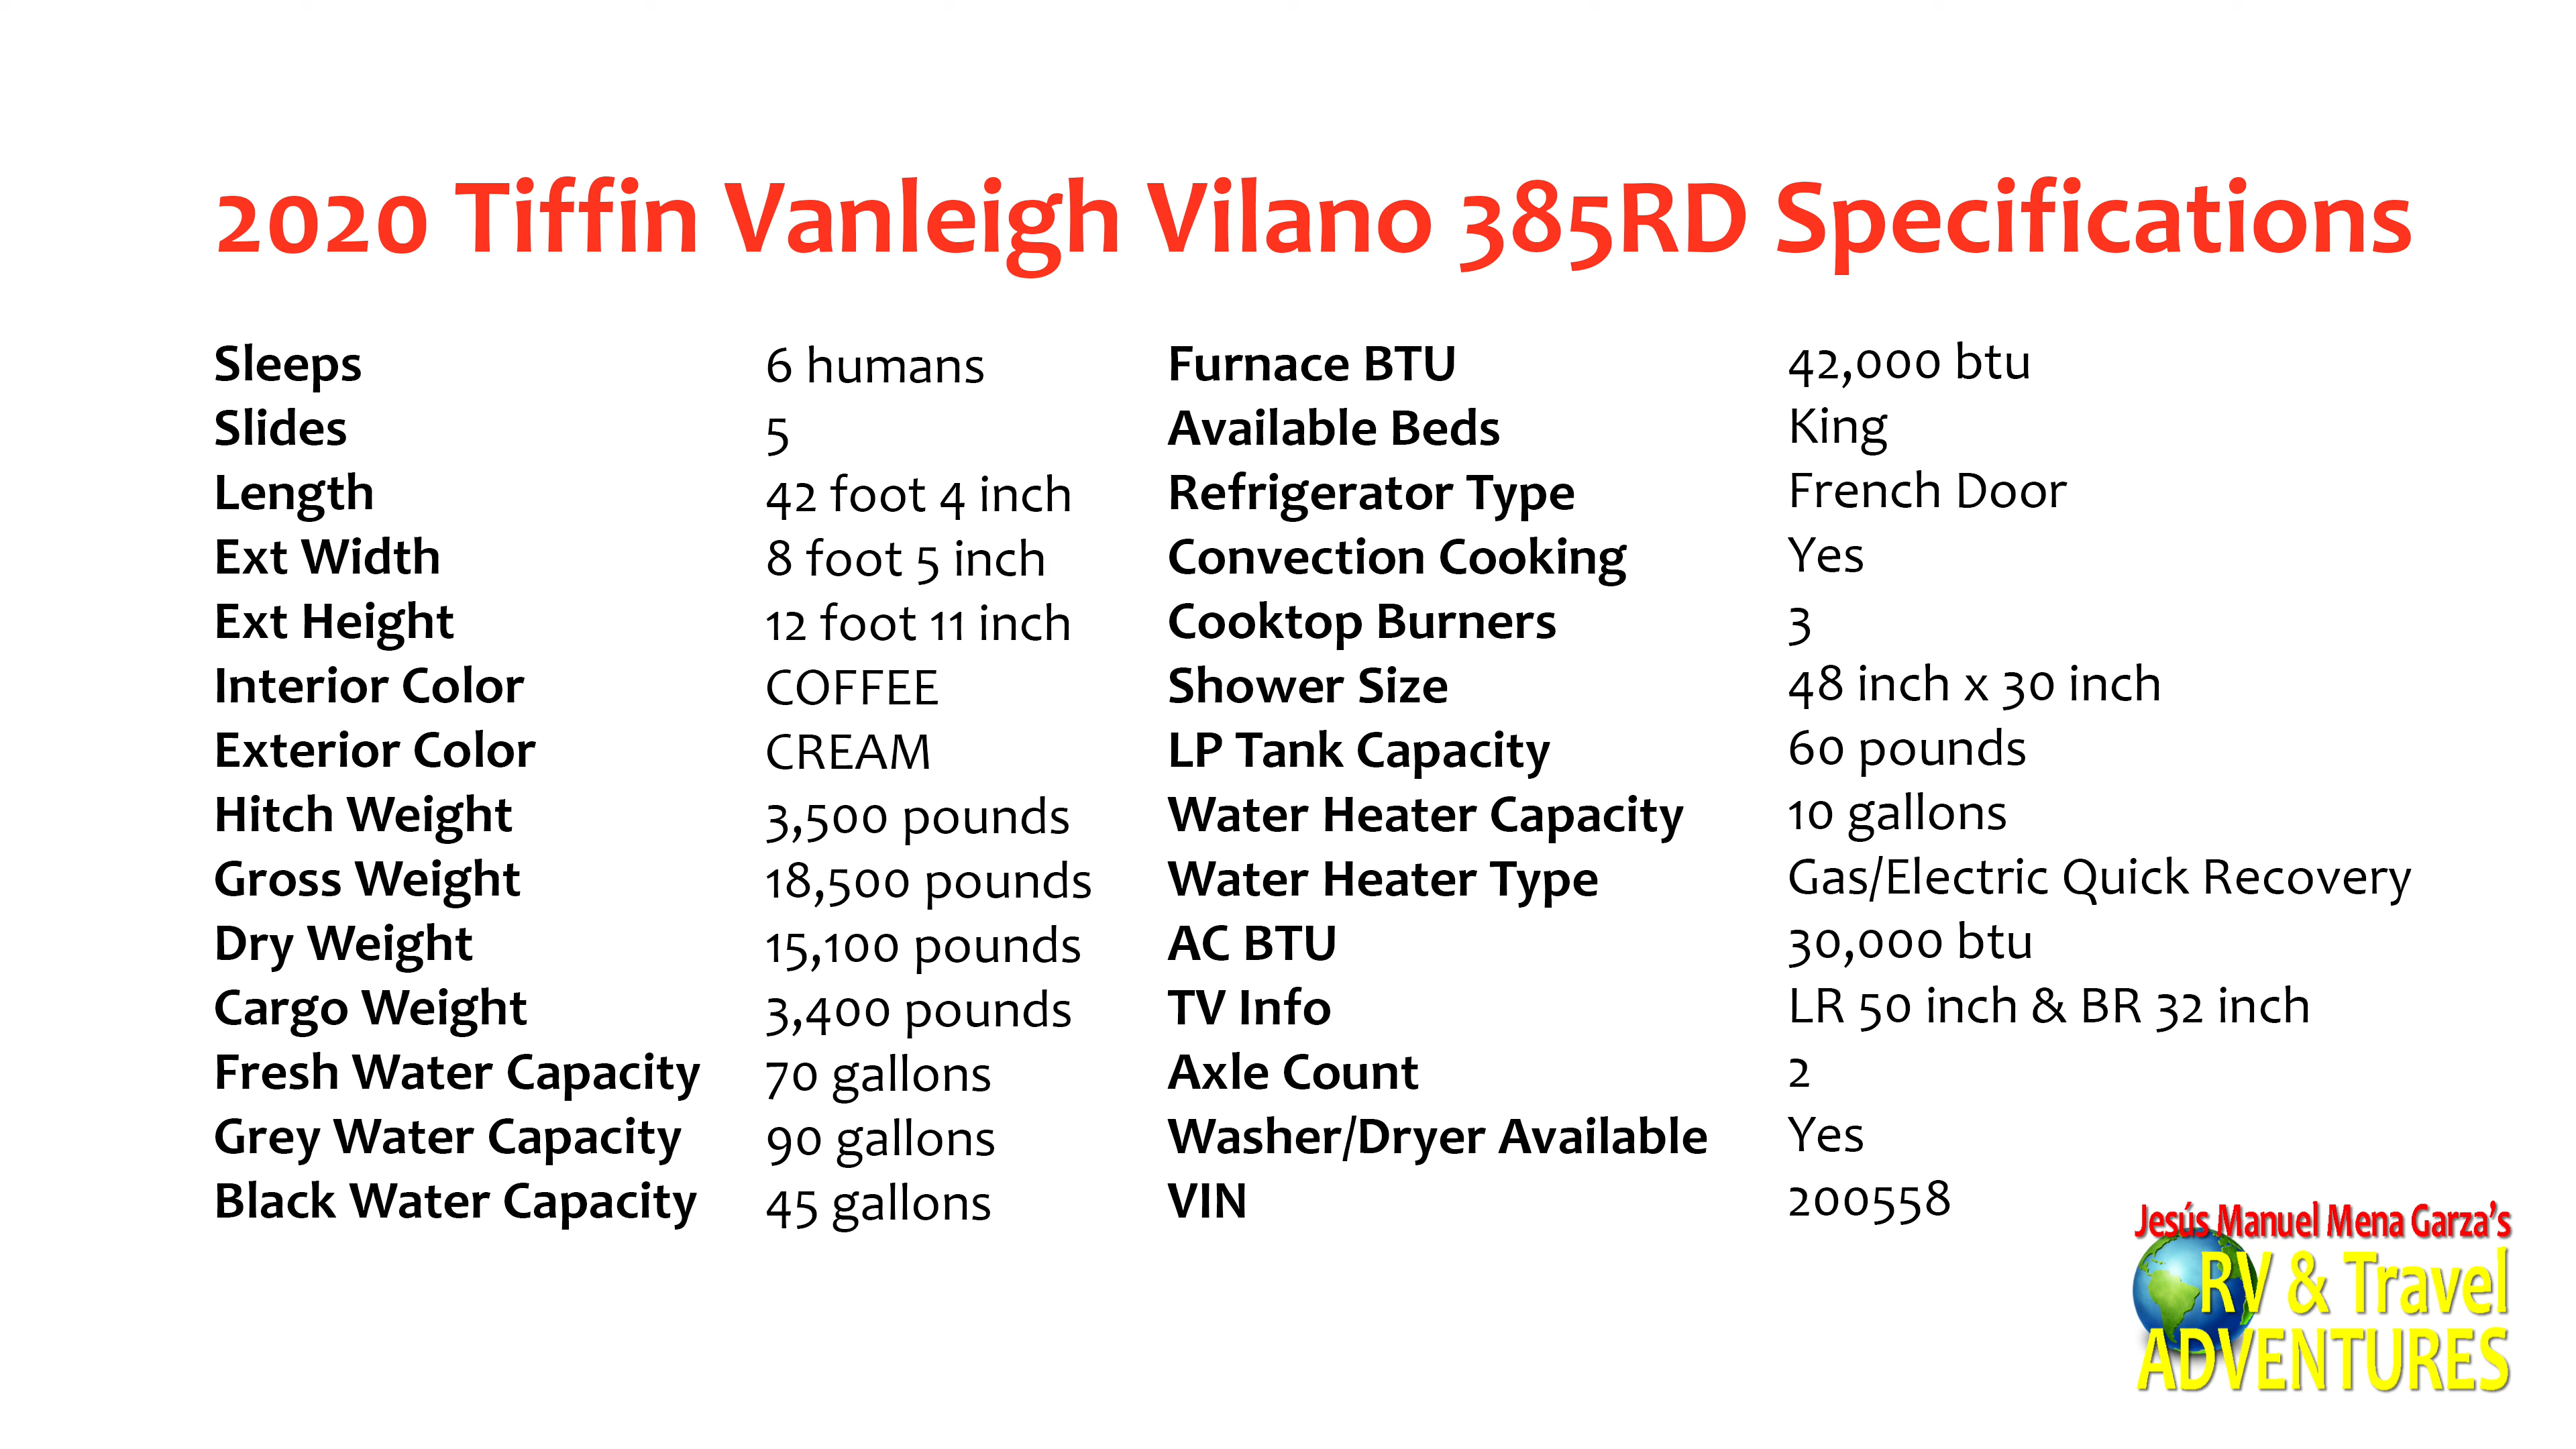 2020 Tiffin Vanleigh Vilano 385RD Specifications
Sleeps 6 humans
Slides 5
Length 42 foot 4 inch
Ext Width 8 foot 5 inch
Ext Height 12 foot 11 inch
Interior Color COFFEE
Exterior Color CREAM
Hitch Weight 3,500 pounds
Gross Weight 18,500 pounds
Dry Weight 15,100 pounds
Cargo Weight 3,400 pounds
Fresh Water Capacity 70 gallons
Grey Water Capacity 90 gallons
Black Water Capacity 45 gallons
Furnace BTU 42,000 btu
Available Beds King
Refrigerator Type French Door
Convection Cooking Yes
Cooktop Burners 3
Shower Size 48 inch x 30 inch
LP Tank Capacity 60 pounds
Water Heater Capacity 10 gallons
Water Heater Type Gas/Electric Quick Recovery
AC BTU 30,000 btu
TV Info LR 50 inch & BR 32 inch
Axle Count 2
Washer/Dryer Available Yes
VIN 200558
Jesús Manuel Mena Garza's
RV & Travel
ADVENTURES